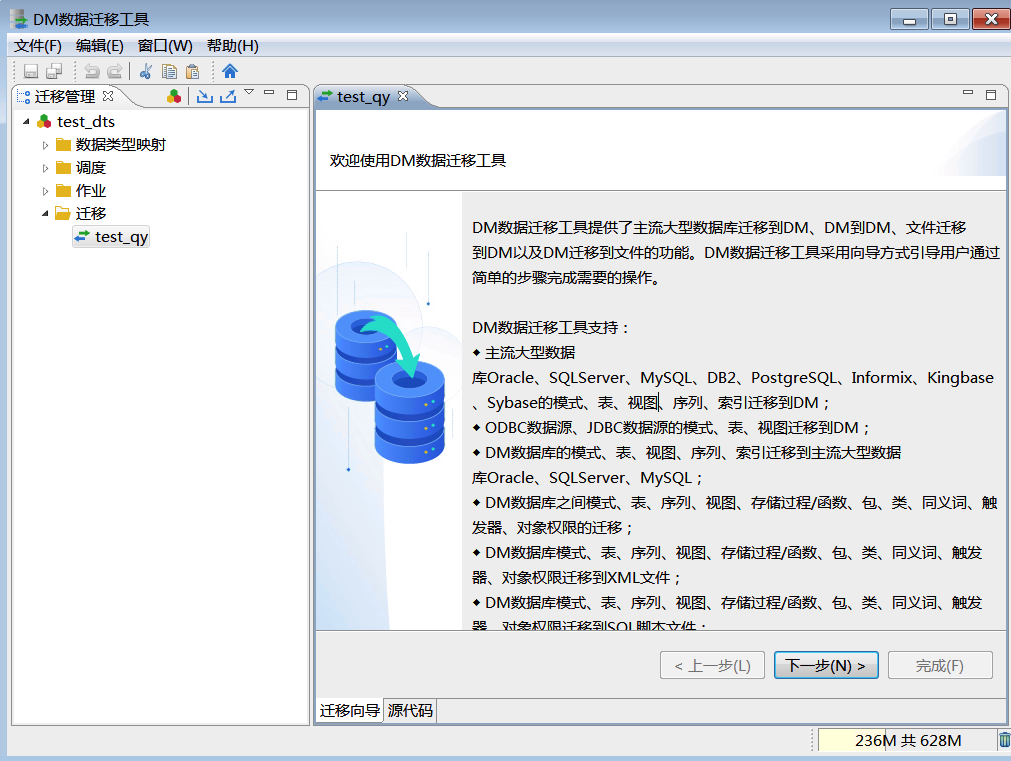 DM数据迁移工具
文件(F) 编辑(E) 窗口(W) 帮助(H)
迁移管理
test_dts
数据类型映射
调度
作业
迁移
test_qy
test_qy
欢迎使用DM数据迁移工具
DM数据迁移工具提供了主流大型数据库迁移到DM、DM到DM、文件迁移
到DM以及DM迁移到文件的功能。DM数据迁移工具采用向导方式引导用户通过
简单的步骤完成需要的操作。
DM数据迁移工具支持：
◆ 主流大型数据
库Oracle、SQLServer、MySQL、DB2、PostgreSQL、Informix、Kingbase
、Sybase的模式、表、视图、序列、索引迁移到DM；
◆ ODBC数据源、JDBC数据源的模式、表、视图迁移到DM；
◆ DM数据库的模式、表、视图、序列、索引迁移到主流大型数据
库Oracle、SQLServer、MySQL；
◆ DM数据库之间模式、表、序列、视图、存储过程/函数、包、类、同义词、触
发器、对象权限的迁移；
◆ DM数据库模式、表、序列、视图、存储过程/函数、包、类、同义词、触发
器、对象权限迁移到XML文件；
◆ DM数据库模式、表、序列、视图、存储过程/函数、包、类、同义词、触发
器、对象权限迁移到SQL脚本文件；
< 上一步(L) 下一步(N) > 完成(F)
迁移向导 源代码
236M 共 628M